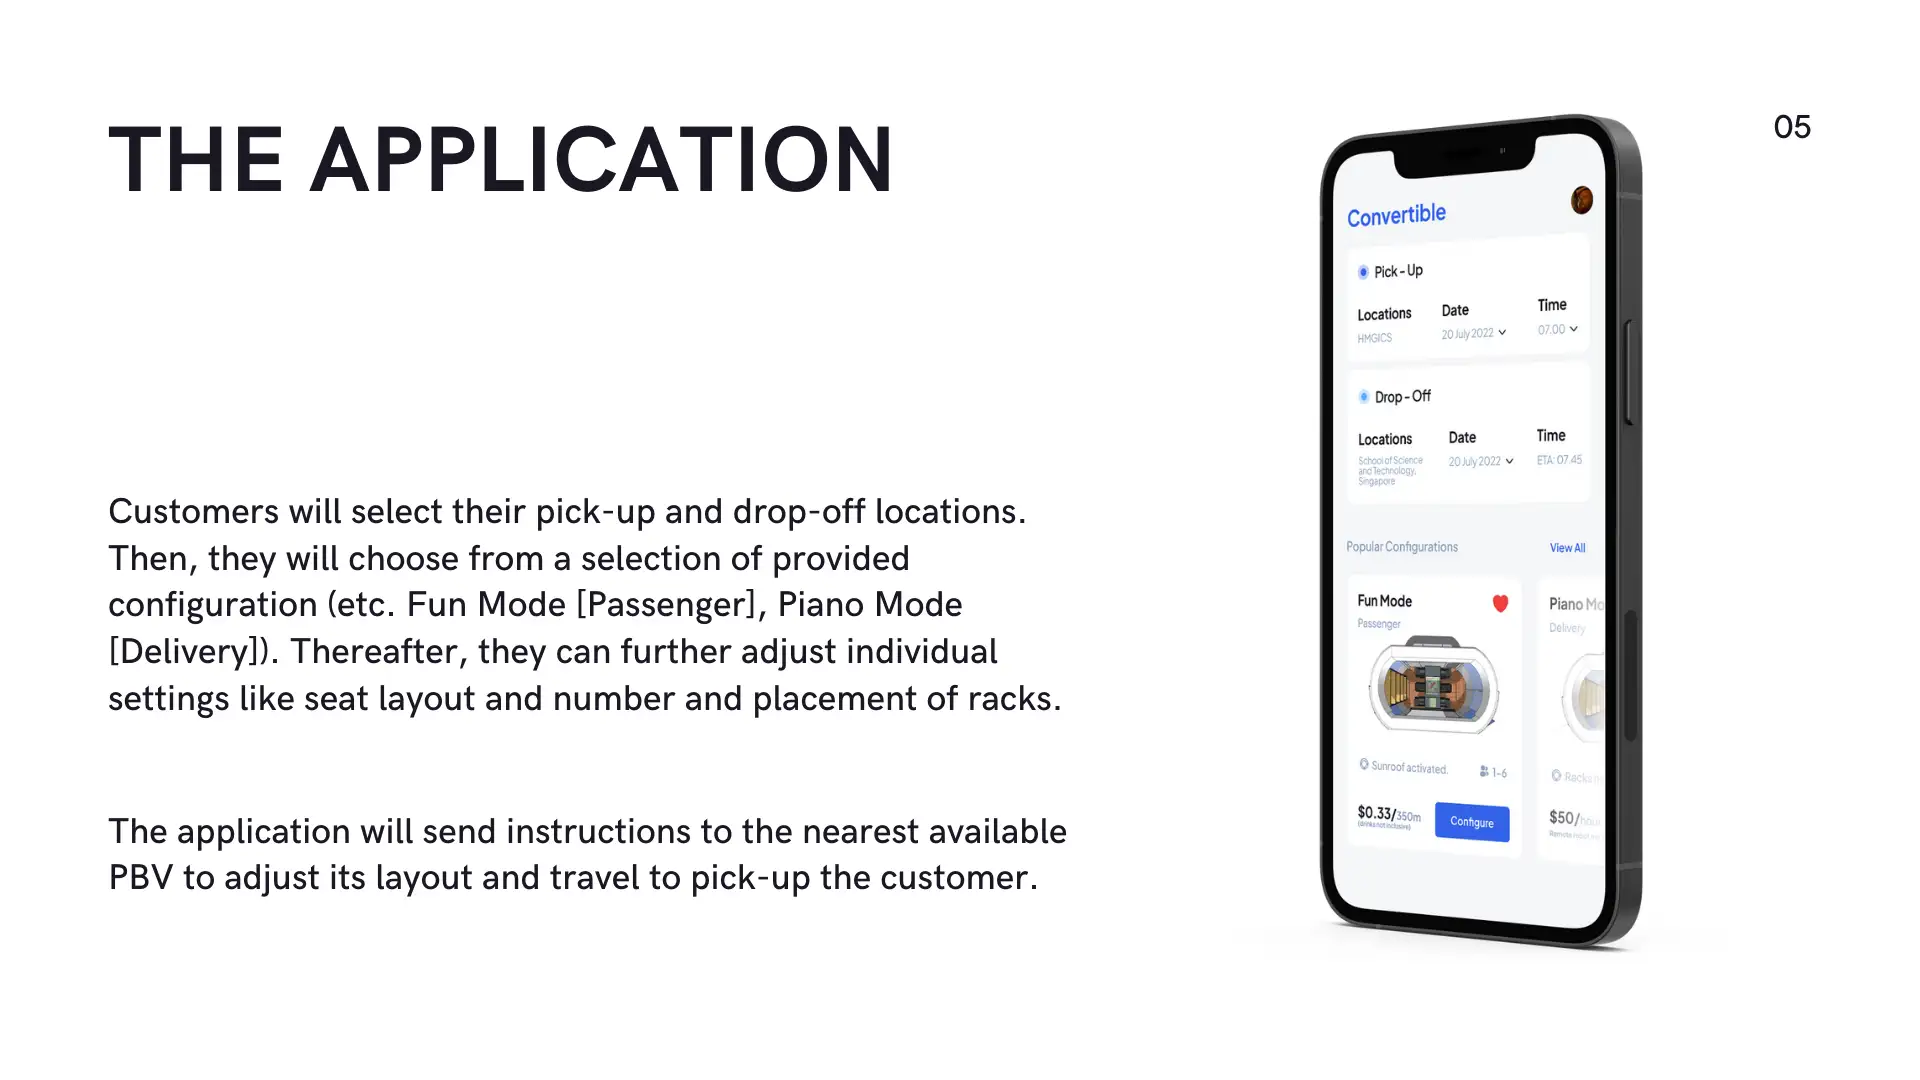 THE APPLICATION
05
Customers will select their pick-up and drop-off locations.
Then, they will choose from a selection of provided
configuration (etc. Fun Mode [Passenger], Piano Mode
[Delivery]). Thereafter, they can further adjust individual
settings like seat layout and number and placement of racks.
The application will send instructions to the nearest available
PBV to adjust its layout and travel to pick-up the customer.
Convertible
Pick - Up
Locations Date Time
HMGICS 20 July 2022 07.00
Drop - Off
Locations Date Time
School of Science
and Technology,
Singapore
20 July 2022 ETA: 07.45
Popular Configurations View All
Fun Mode
Passenger
Sunroof activated. 1-6
$0.33/350m
(drinks not inclusive)
Configure
Piano Mo
Delivery
Racks
$50/hour